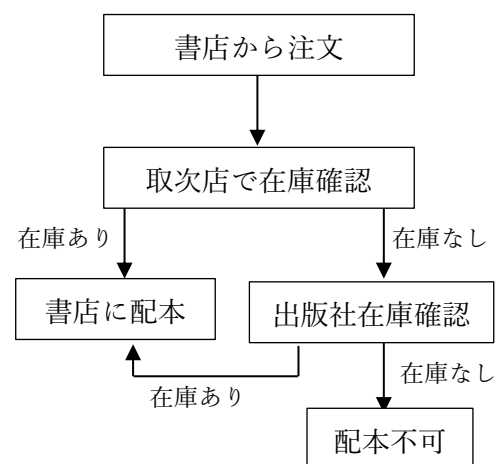 書店から注文
取次店で在庫確認
在庫あり
在庫なし
書店に配本
出版社在庫確認
在庫あり
在庫なし
配本不可